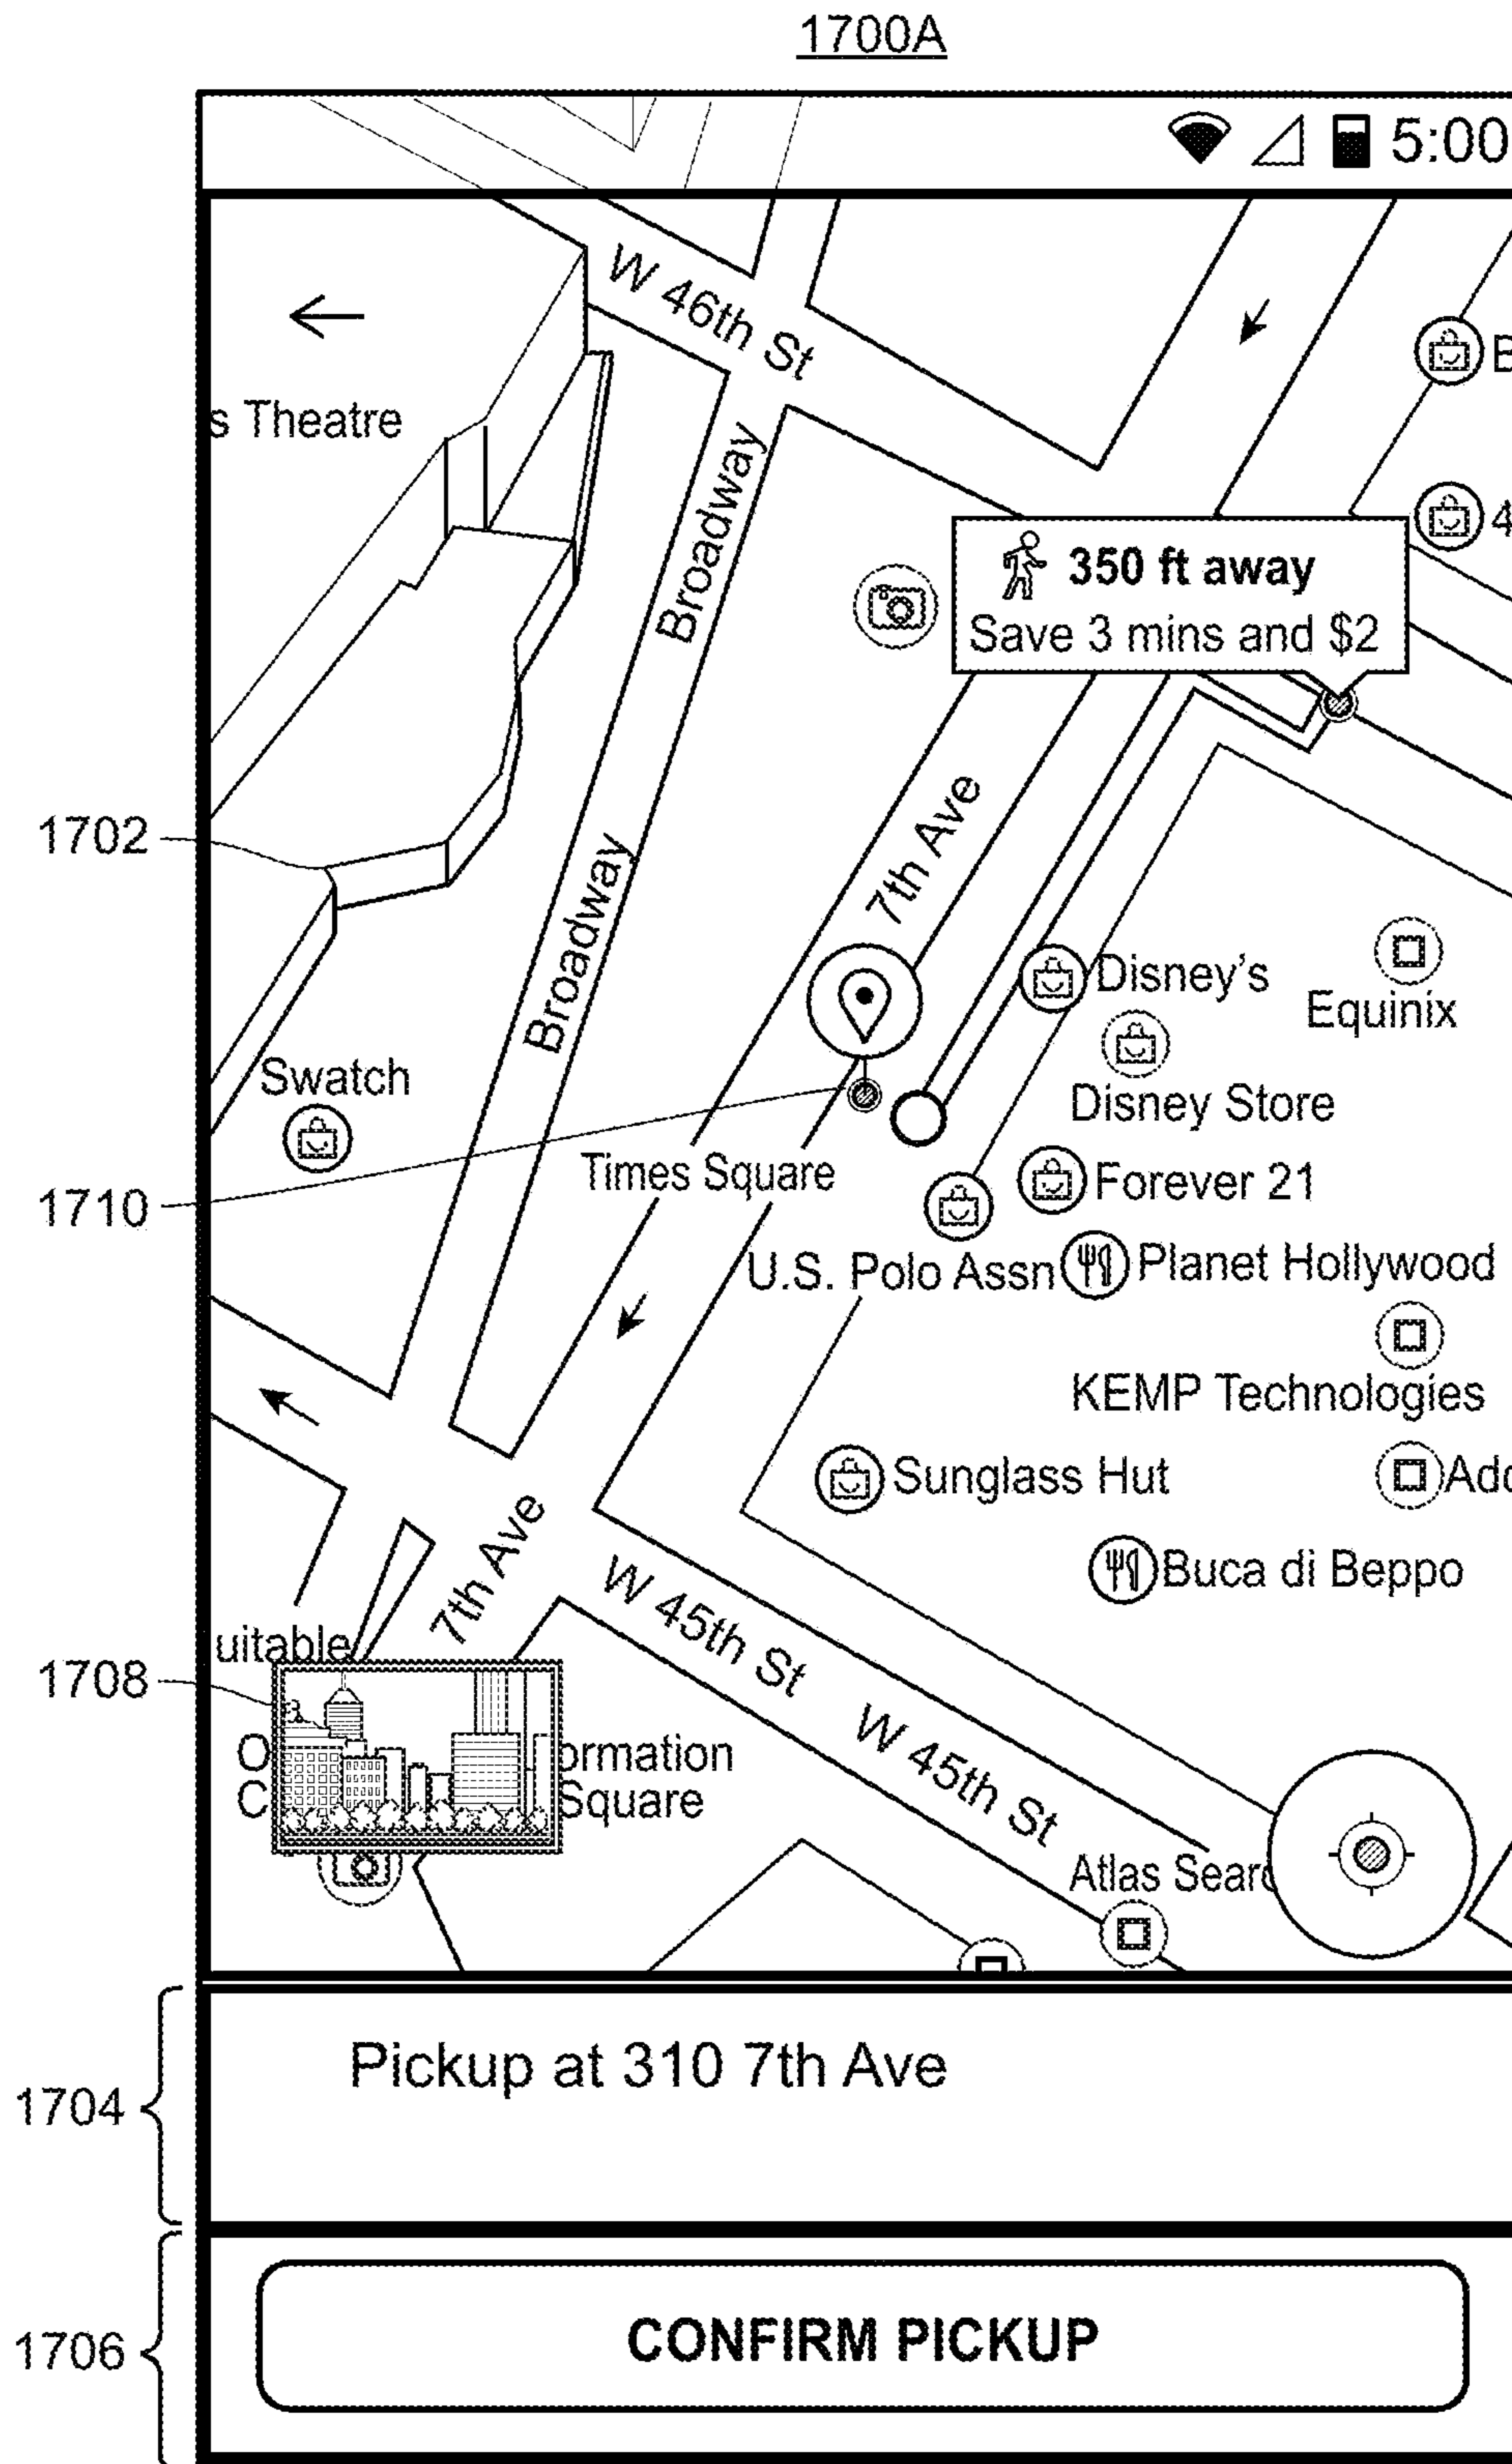 1700A
5:00
W 46th St
B
s Theatre
Broadway
4
350 ft away
Save 3 mins and $2
7th Ave
1702
Broadway
Disney's
Equinix
Swatch
Disney Store
Times Square
Forever 21
1710
U.S. Polo Assn
Planet Hollywood
KEMP Technologies
Sunglass Hut
Add
7th Ave
Buca di Beppo
W 45th St
uitable
1708
W 45th St
O
ormation
C
Square
Atlas Searc
Pickup at 310 7th Ave
1704
CONFIRM PICKUP
1706